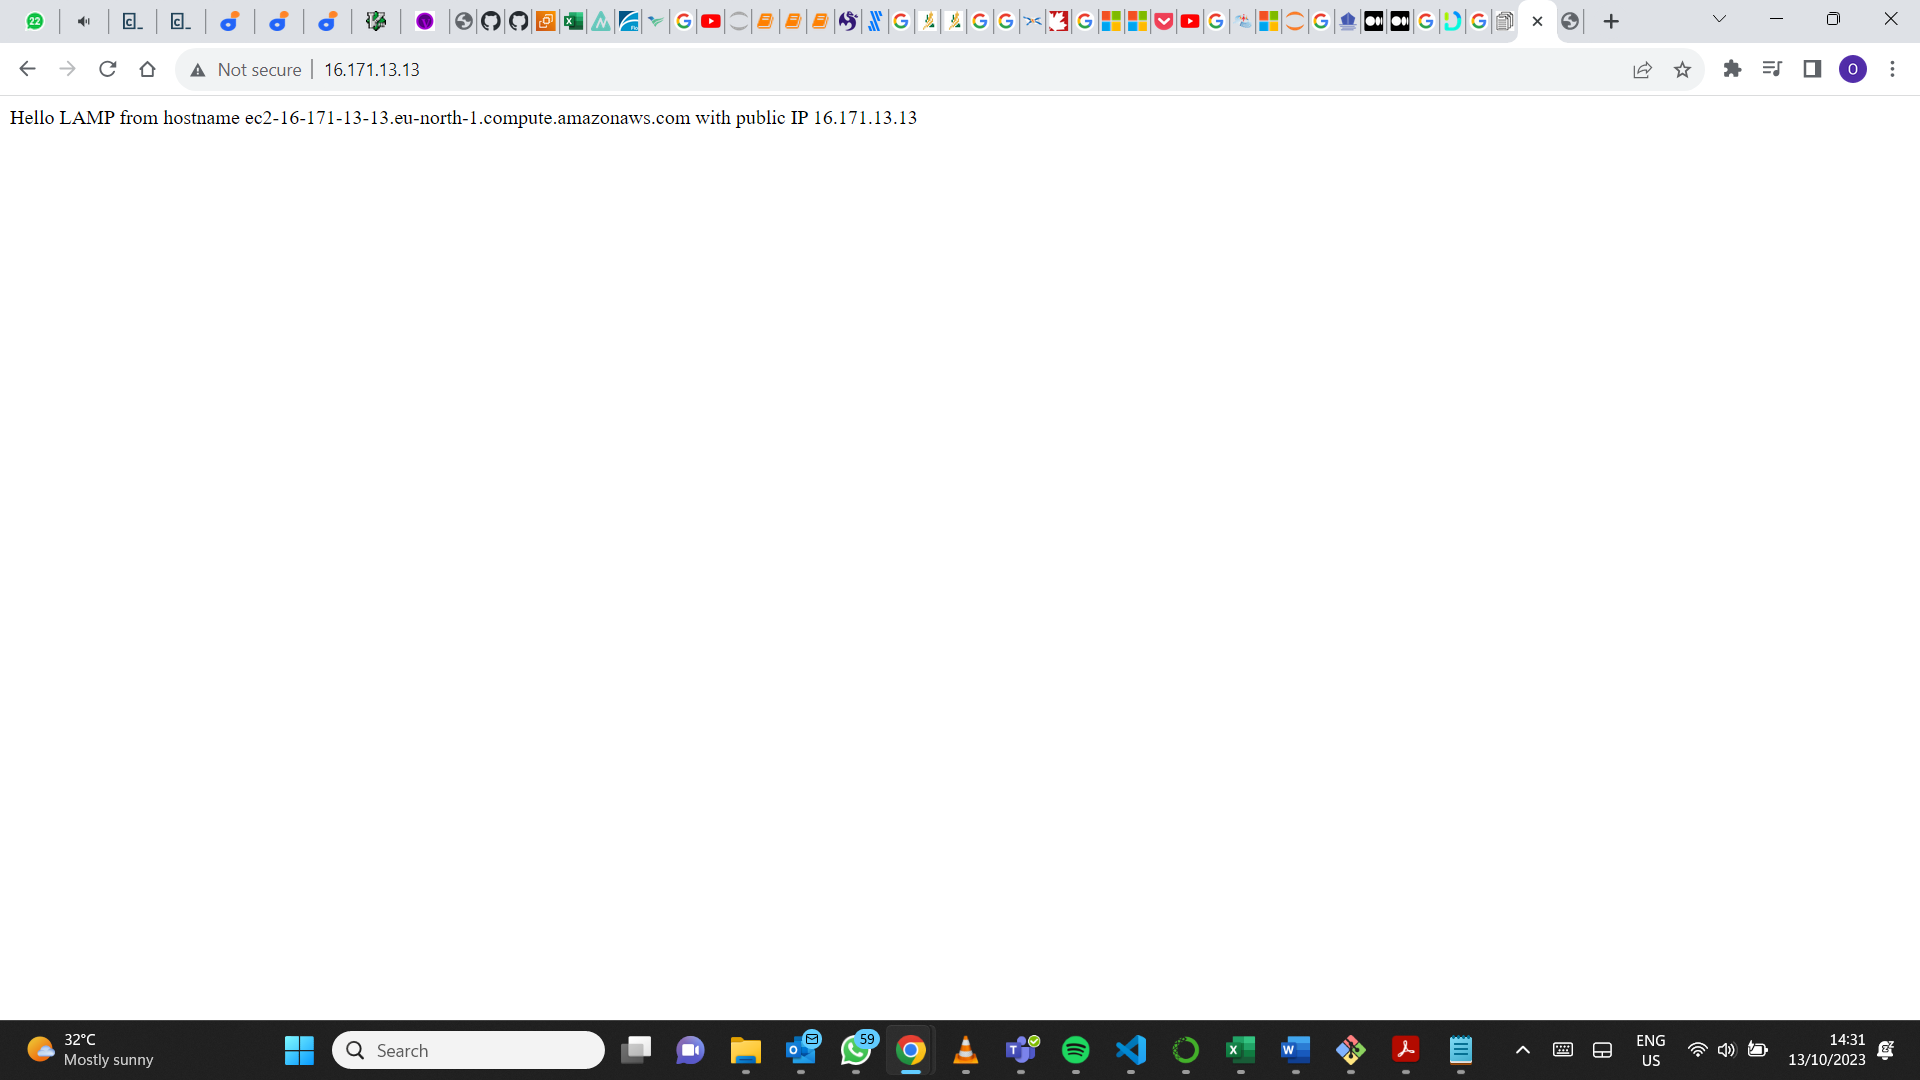 22
Not secure
16.171.13.13
O
Hello LAMP from hostname ec2-16-171-13-13.eu-north-1.compute.amazonaws.com with public IP 16.171.13.13
32°C
Mostly sunny
Search
59
ENG
US
14:31
13/10/2023